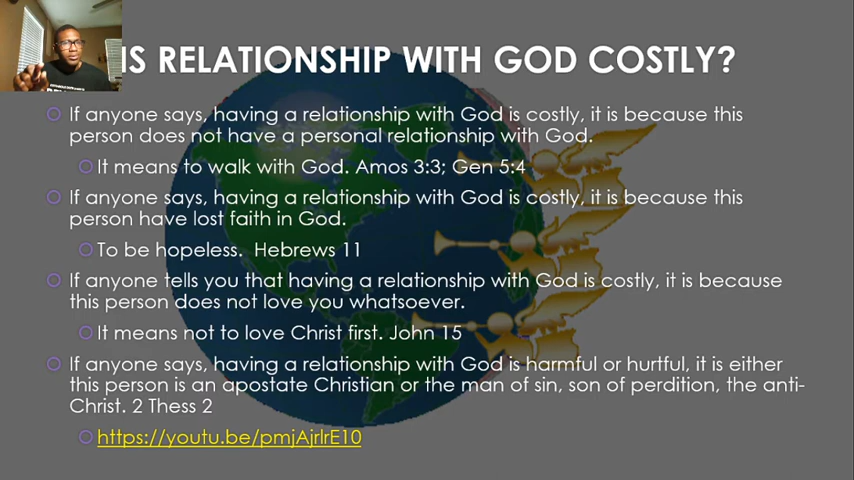 IS RELATIONSHIP WITH GOD COSTLY?
If anyone says, having a relationship with God is costly, it is because this
person does not have a personal relationship with God.
It means to walk with God. Amos 3:3; Gen 5:4
If anyone says, having a relationship with God is costly, it is because this
person have lost faith in God.
To be hopeless. Hebrews 11
If anyone tells you that having a relationship with God is costly, it is because
this person does not love you whatsoever.
It means not to love Christ first. John 15
If anyone says, having a relationship with God is harmful or hurtful, it is either
this person is an apostate Christian or the man of sin, son of perdition, the anti-
Christ. 2 Thess 2
https://youtu.be/pmjAjrlrE10